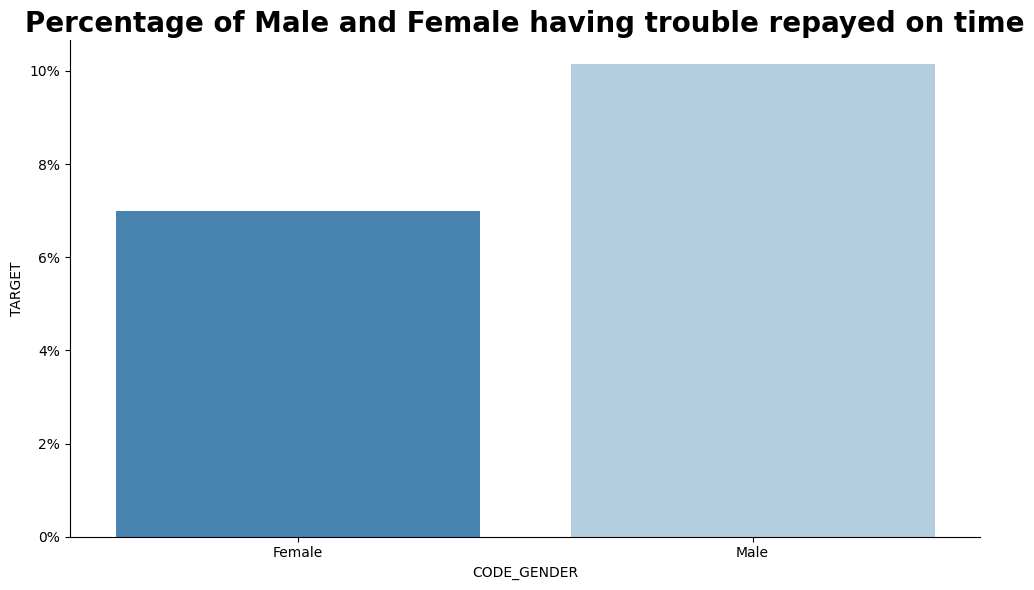 Percentage of Male and Female having trouble repayed on time
10%
8%
6%
4%
2%
0%
TARGET
Female
Male
CODE_GENDER